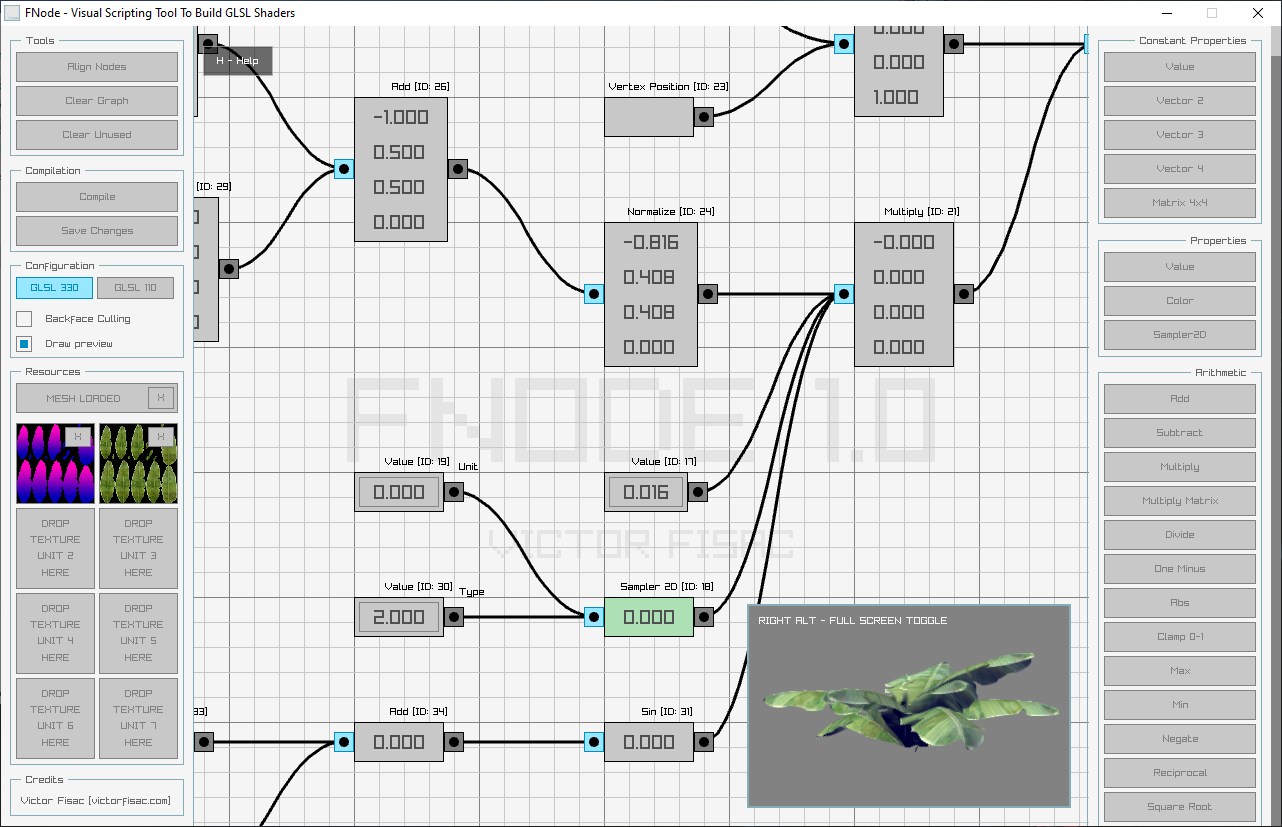 FNode - Visual Scripting Tool To Build GLSL Shaders
Tools
Align Nodes
Clear Graph
Clear Unused
Compilation
Compile
Save Changes
Configuration
GLSL 330
GLSL 110
Backface Culling
Draw preview
Resources
MESH LOADED
X
X
X
DROP TEXTURE UNIT 2 HERE
DROP TEXTURE UNIT 3 HERE
DROP TEXTURE UNIT 4 HERE
DROP TEXTURE UNIT 5 HERE
DROP TEXTURE UNIT 6 HERE
DROP TEXTURE UNIT 7 HERE
Credits
Victor Fisac [victorfisac.com]
H - Help
[ID: 29]
Add [ID: 26]
-1.000
0.500
0.500
0.000
Vertex Position [ID: 23]
0.000
0.000
1.000
Normalize [ID: 24]
-0.816
0.408
0.408
0.000
Multiply [ID: 21]
-0.000
0.000
0.000
0.000
FNODE 1.0
VICTOR FISAC
Value [ID: 19]
Unit
0.000
Value [ID: 17]
0.016
Value [ID: 30]
Type
2.000
Sampler 2D [ID: 18]
0.000
33]
Add [ID: 34]
0.000
Sin [ID: 31]
0.000
RIGHT ALT - FULL SCREEN TOGGLE
Constant Properties
Value
Vector 2
Vector 3
Vector 4
Matrix 4x4
Properties
Value
Color
Sampler2D
Arithmetic
Add
Subtract
Multiply
Multiply Matrix
Divide
One Minus
Abs
Clamp 0-1
Max
Min
Negate
Reciprocal
Square Root